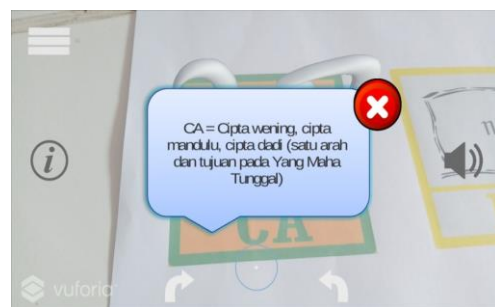 CA = Cipta wening, cipta
mandulu, cipta dadi (satu arah
dan tujuan pada Yang Maha
Tunggal)
CA
vuforia